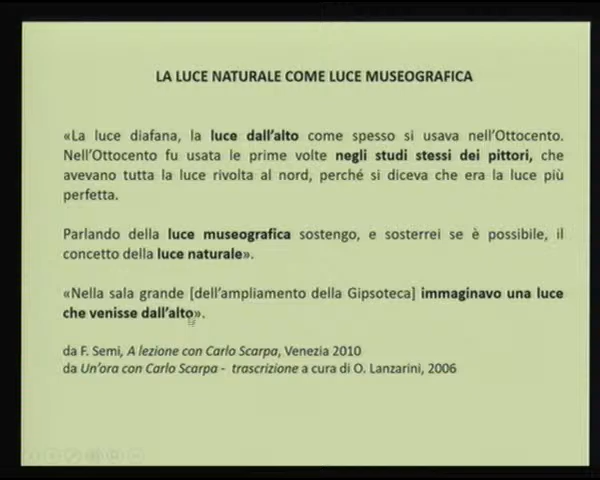 LA LUCE NATURALE COME LUCE MUSEOGRAFICA
«La luce diafana, la luce dall'alto come spesso si usava nell'Ottocento.
Nell'Ottocento fu usata le prime volte negli studi stessi dei pittori, che
avevano tutta la luce rivolta al nord, perché si diceva che era la luce più
perfetta.
Parlando della luce museografica sostengo, e sosterrei se è possibile, il
concetto della luce naturale».
«Nella sala grande [dell'ampliamento della Gipsoteca] immaginavo una luce
che venisse dall'alto».
da F. Semi, A lezione con Carlo Scarpa, Venezia 2010
da Un'ora con Carlo Scarpa - trascrizione a cura di O. Lanzarini, 2006